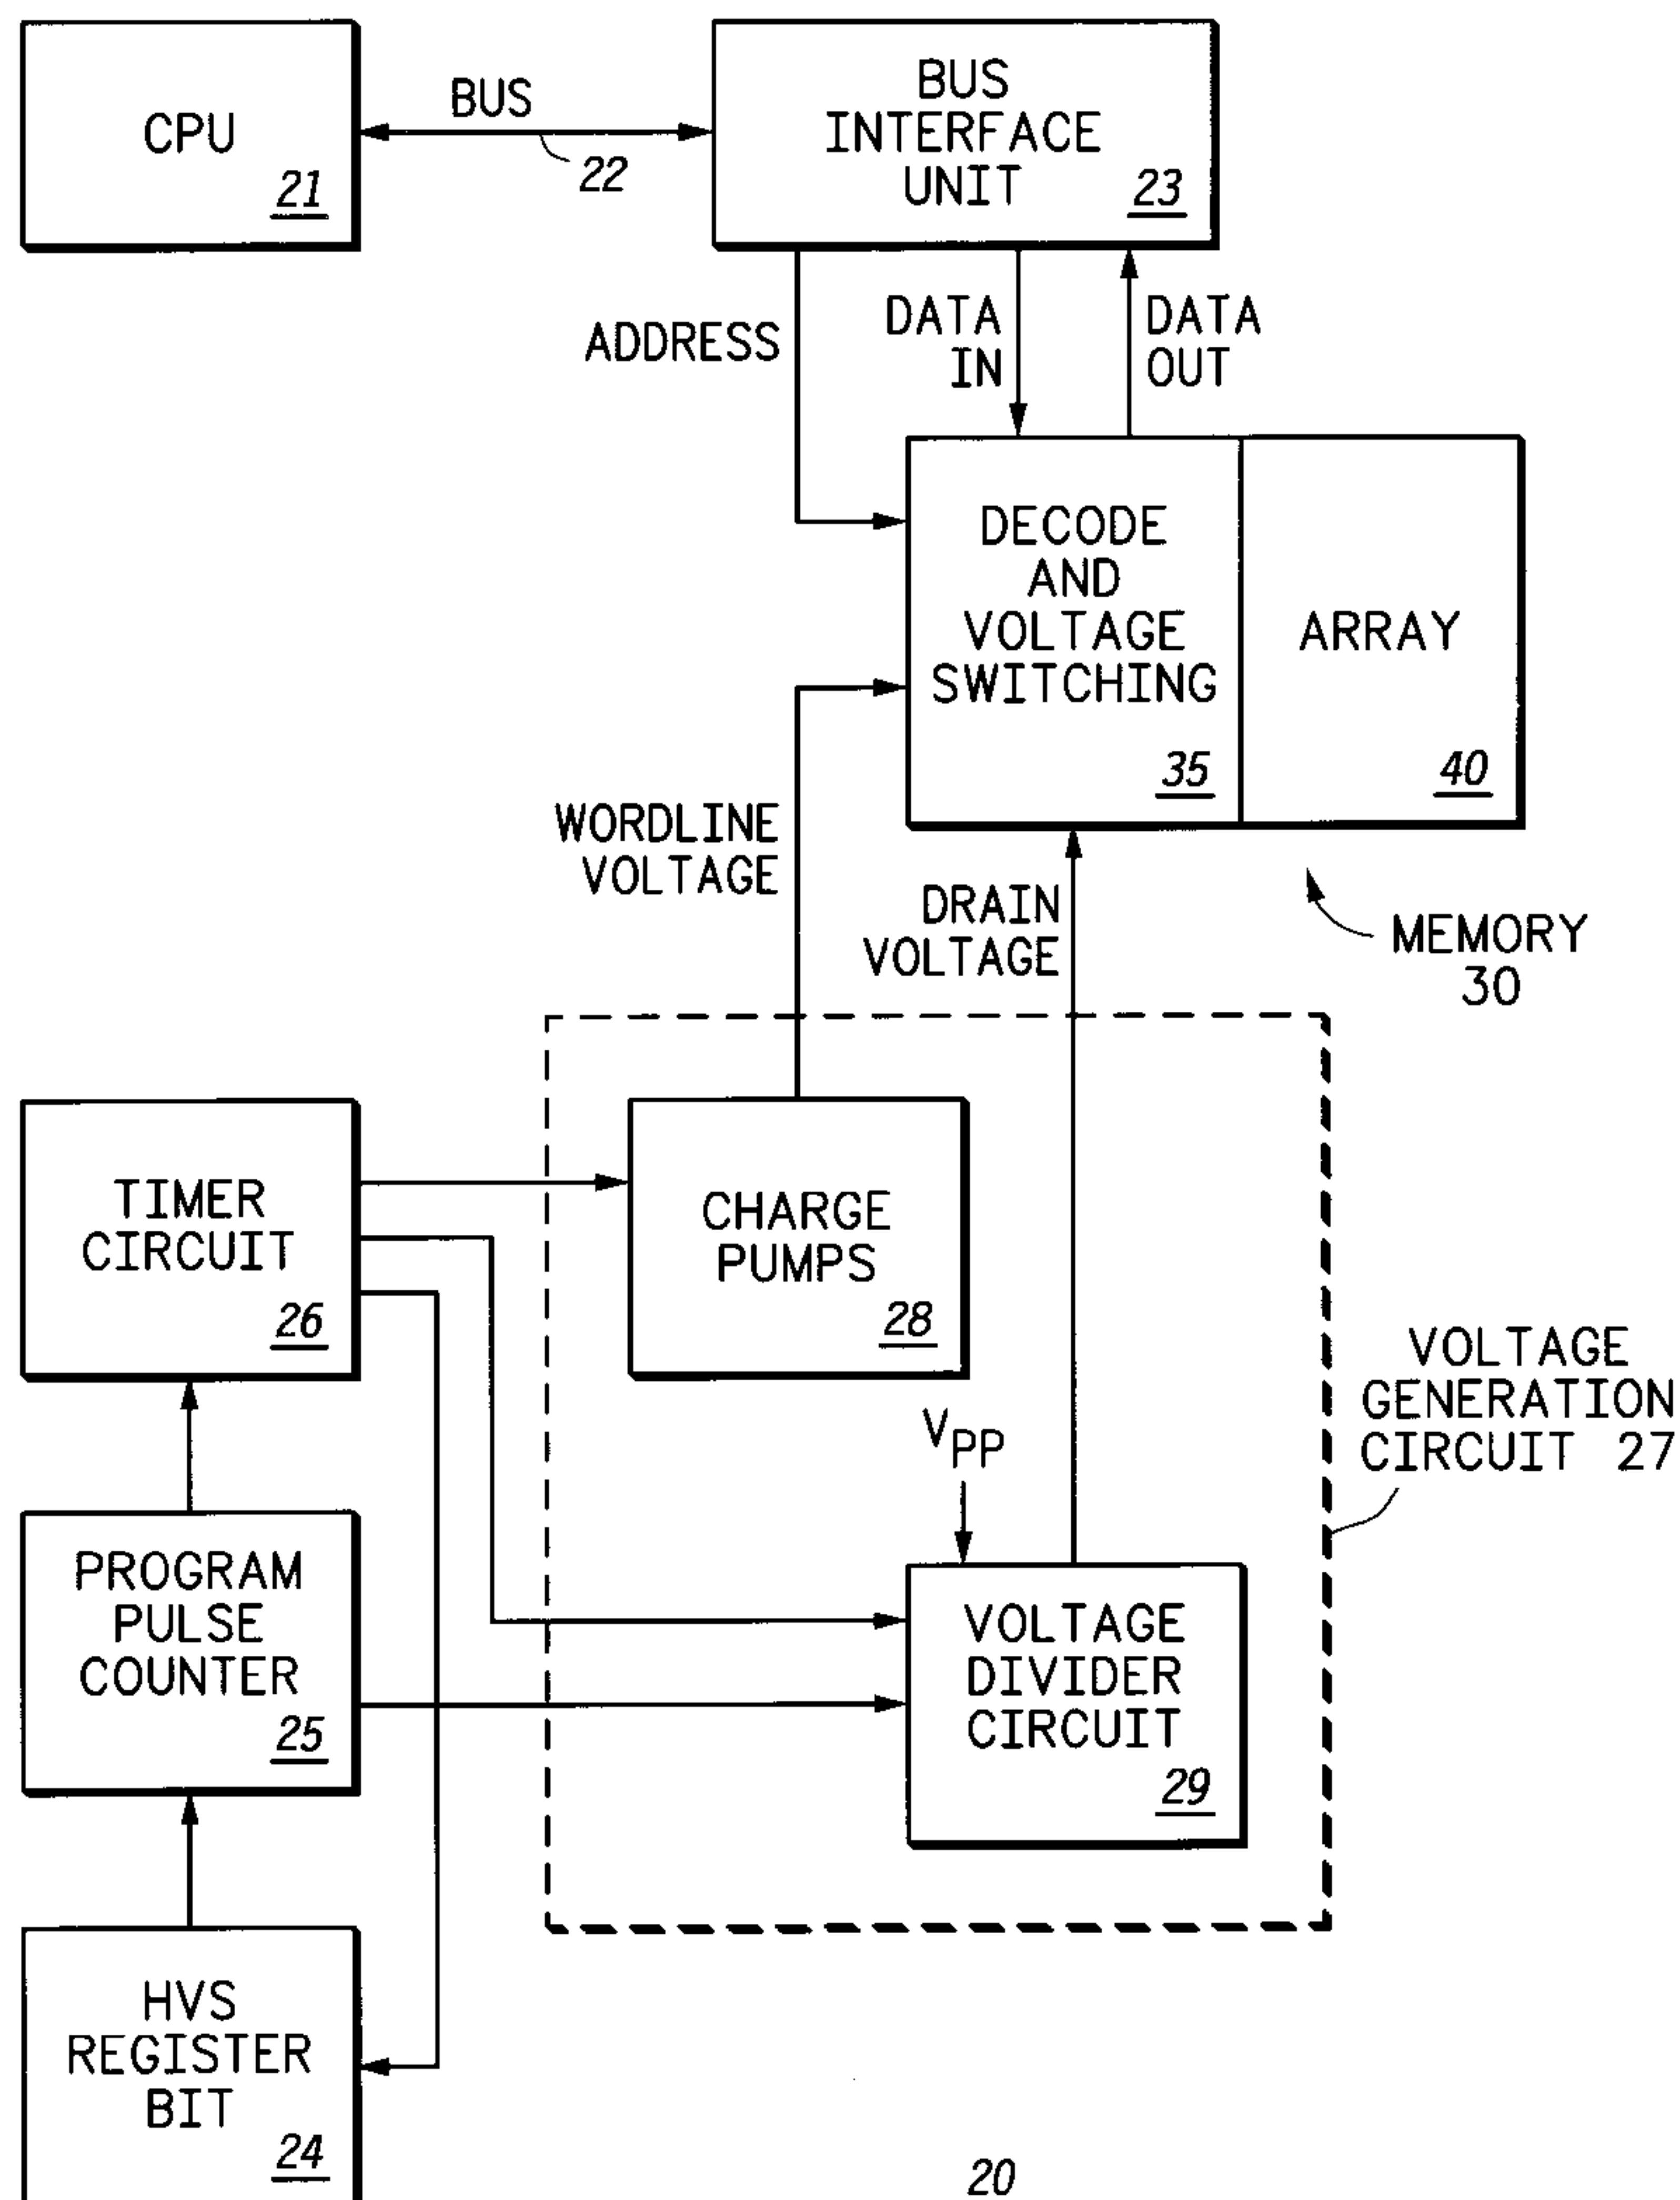 CPU
21
BUS
22
BUS
INTERFACE
UNIT
23
ADDRESS
DATA
IN
DATA
OUT
DECODE
AND
VOLTAGE
SWITCHING
35
ARRAY
40
WORDLINE
VOLTAGE
DRAIN
VOLTAGE
MEMORY
30
TIMER
CIRCUIT
26
CHARGE
PUMPS
28
VOLTAGE
GENERATION
CIRCUIT 27
VPP
PROGRAM
PULSE
COUNTER
25
VOLTAGE
DIVIDER
CIRCUIT
29
HVS
REGISTER
BIT
24
20